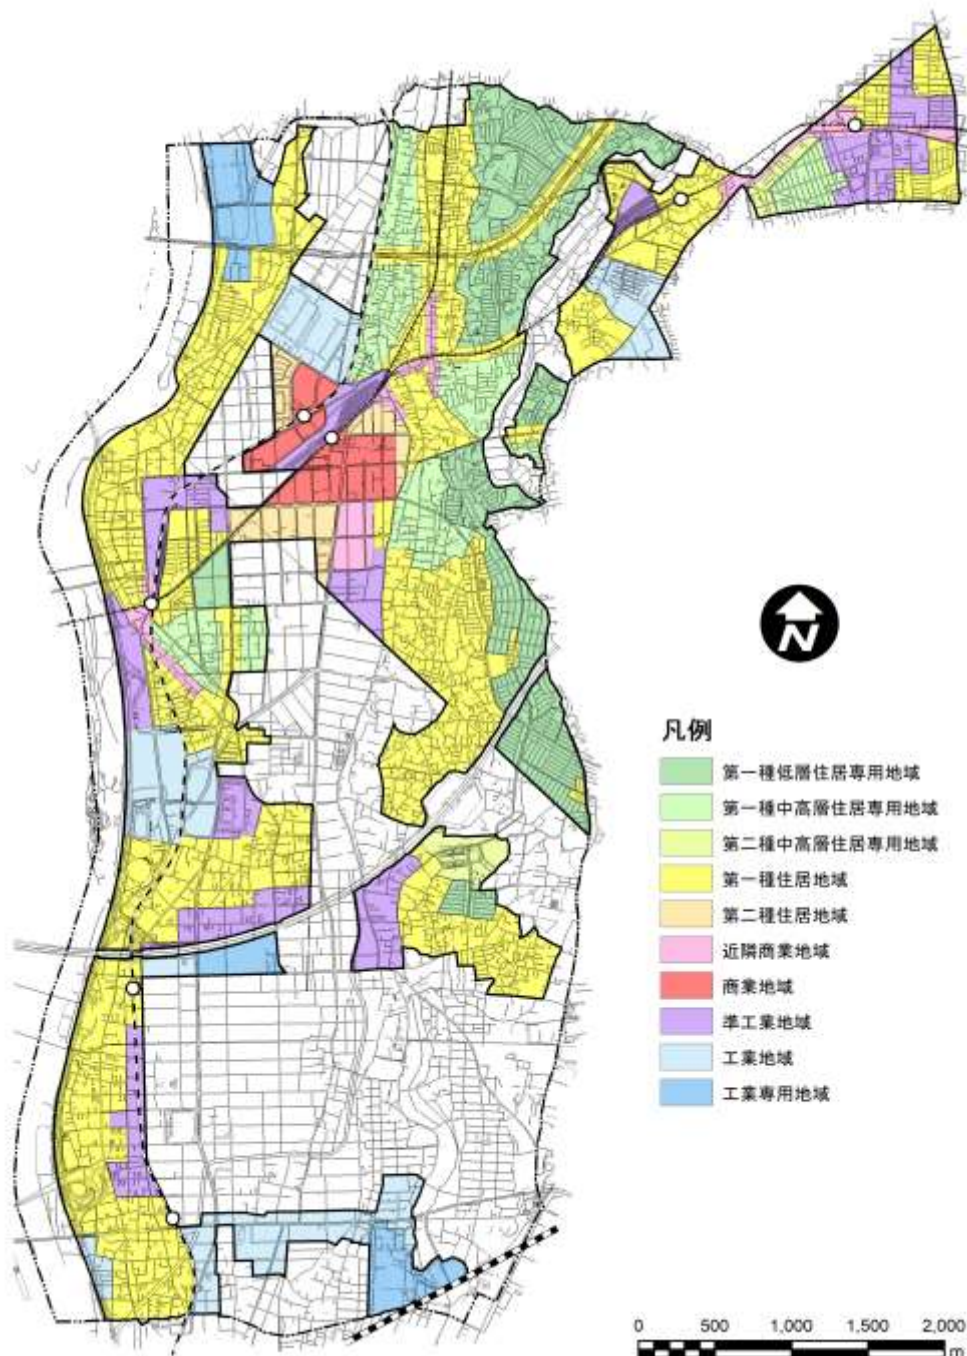 N
凡例
第一種低層住居専用地域
第一種中高層住居専用地域
第二種中高層住居専用地域
第一種住居地域
第二種住居地域
近隣商業地域
商業地域
準工業地域
工業地域
工業専用地域
0 500 1,000 1,500 2,000
m